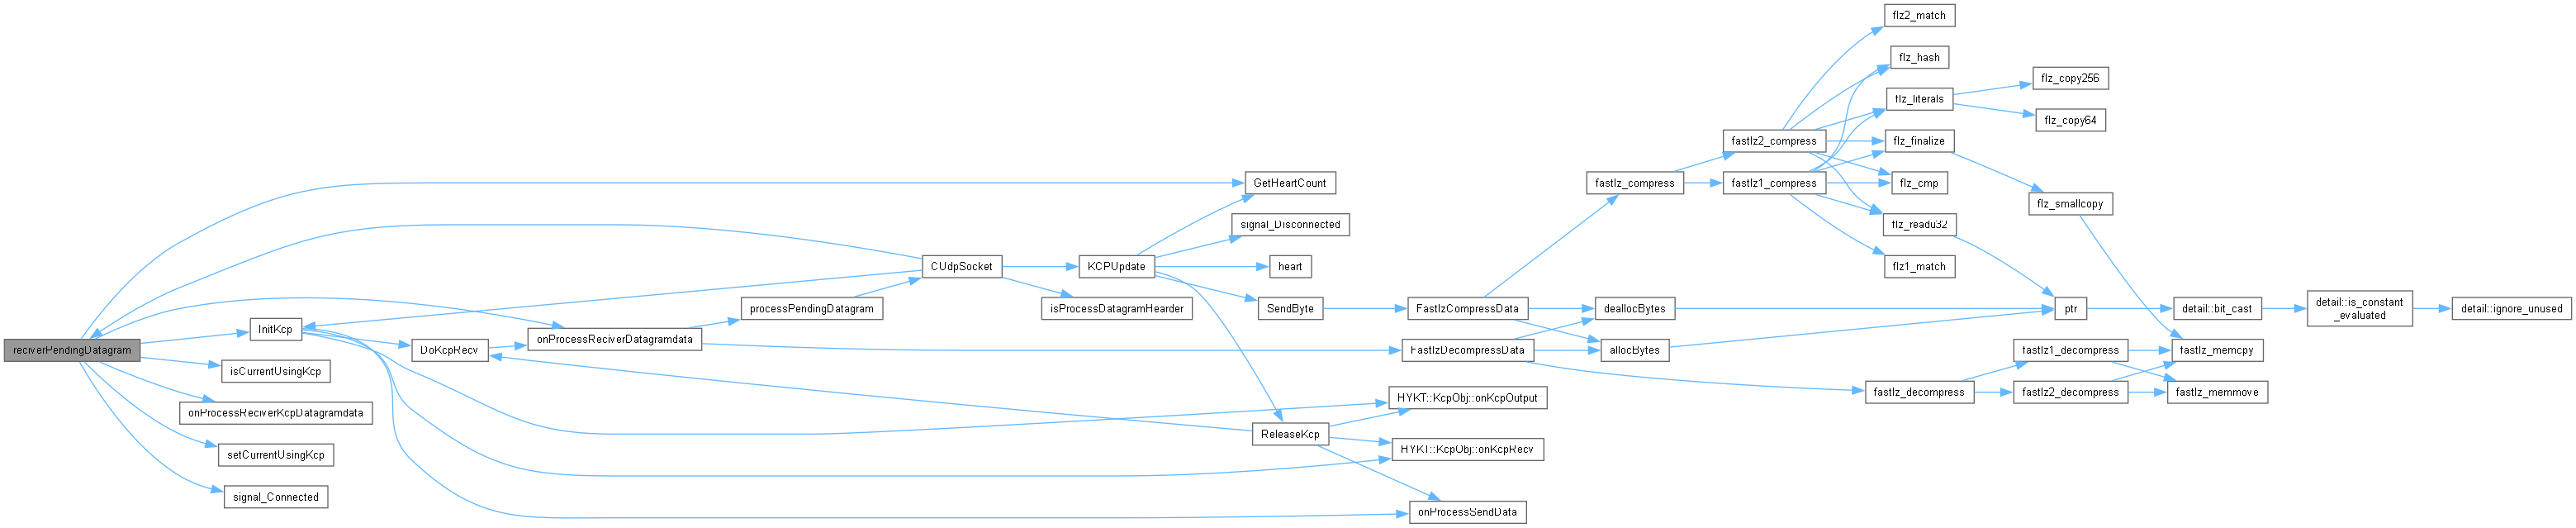 reciverPendingDatagram
InitKcp
isCurrentUsingKcp
onProcessReciverKcpDatagramdata
setCurrentUsingKcp
signal_Connected
DoKcpRecv
onProcessReciverDatagramdata
processPendingDatagram
CUdpSocket
KCPUpdate
isProcessDatagramHearder
GetHeartCount
signal_Disconnected
heart
SendByte
ReleaseKcp
FastlzCompressData
FastlzDecompressData
HYKT::KcpObj::onKcpOutput
HYKT::KcpObj::onKcpRecv
onProcessSendData
fastlz_compress
deallocBytes
allocBytes
fastlz2_compress
fastlz1_compress
fastlz_decompress
flz2_match
flz_hash
flz_literals
flz_finalize
flz_cmp
flz_readu32
flz1_match
flz_copy256
flz_copy64
flz_smallcopy
ptr
fastlz1_decompress
fastlz2_decompress
detail::bit_cast
fastlz_memcpy
fastlz_memmove
detail::is_constant
_evaluated
detail::ignore_unused